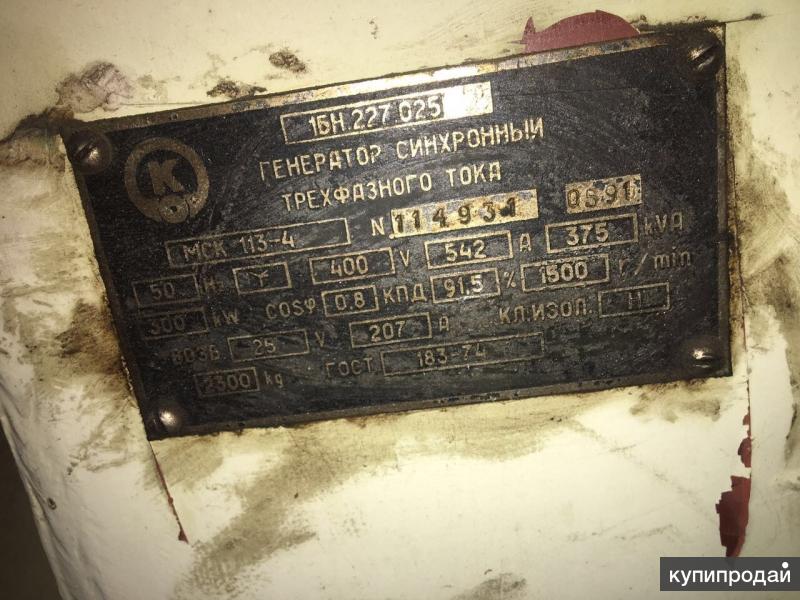 1БН.227.025
ГЕНЕРАТОР СИНХРОННЫЙ
ТРЕХФАЗНОГО ТОКА
МСК 113-4 N 114931 0S91
50 Hz Y 400 V 542 A 375 kVA
300 kW COSφ 0.8 КПД 91.5 % 1500 r/min
ВОЗБ 25 V 207 A КЛ.ИЗОЛ. H
2300 kg ГОСТ 183-74
купипродай